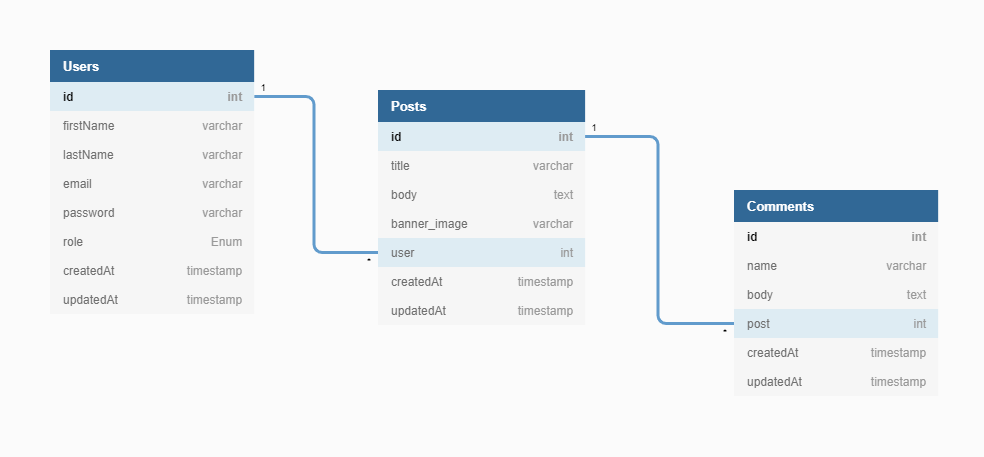 Users
id int
firstName varchar
lastName varchar
email varchar
password varchar
role Enum
createdAt timestamp
updatedAt timestamp
1
*
Posts
id int
title varchar
body text
banner_image varchar
user int
createdAt timestamp
updatedAt timestamp
1
*
Comments
id int
name varchar
body text
post int
createdAt timestamp
updatedAt timestamp